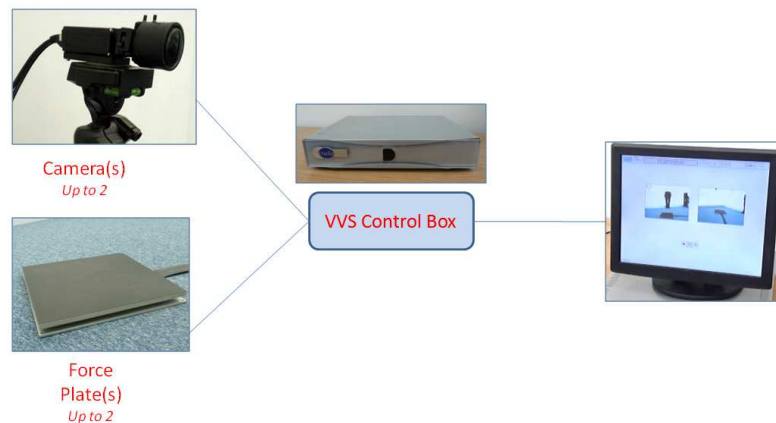 Camera(s)
Up to 2
VVS Control Box
Force
Plate(s)
Up to 2